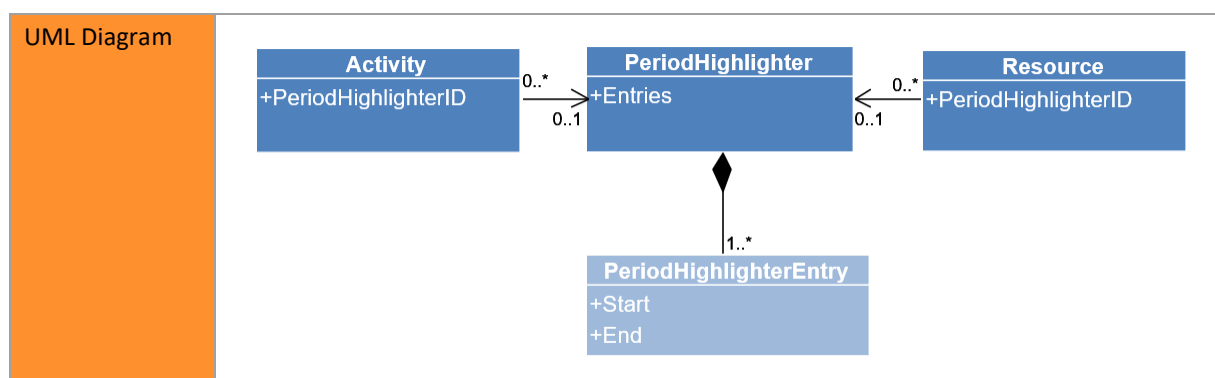 UML Diagram
Activity
+PeriodHighlighterID
0..*
0..1
PeriodHighlighter
+Entries
0..*
0..1
Resource
+PeriodHighlighterID
1..*
PeriodHighlighterEntry
+Start
+End